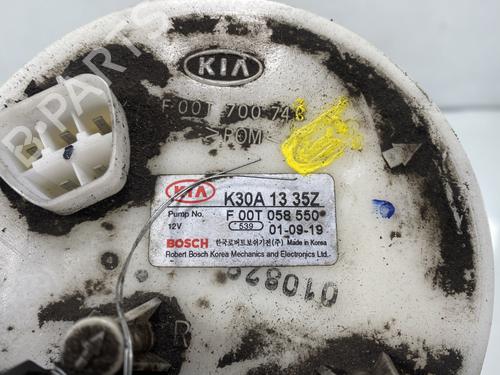 KIA
F 00T 700 74
>POM<
KIA K30A 13 35Z
Pump No. F 00T 058 550
12V 539 01-09-19
BOSCH 한국로버트보쉬기전(주) Made in Korea
Robert Bosch Korea Mechanics and Electronics Ltd.
010829
R